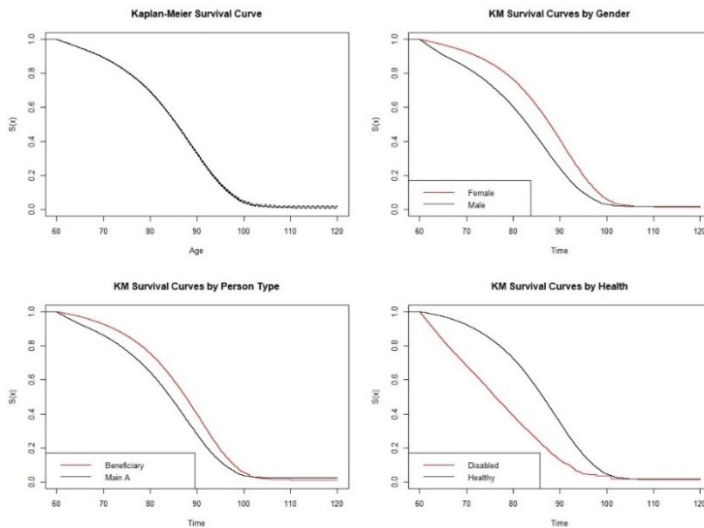 Kaplan-Meier Survival Curve
S(x)
1.0
0.8
0.6
0.4
0.2
0.0
60 70 80 90 100 110 120
Age
KM Survival Curves by Gender
S(x)
1.0
0.8
0.6
0.4
0.2
0.0
Female
Male
60 70 80 90 100 110 120
Time
KM Survival Curves by Person Type
S(x)
1.0
0.8
0.6
0.4
0.2
0.0
Beneficiary
Main A
60 70 80 90 100 110 120
Time
KM Survival Curves by Health
S(x)
1.0
0.8
0.6
0.4
0.2
0.0
Disabled
Healthy
60 70 80 90 100 110 120
Time